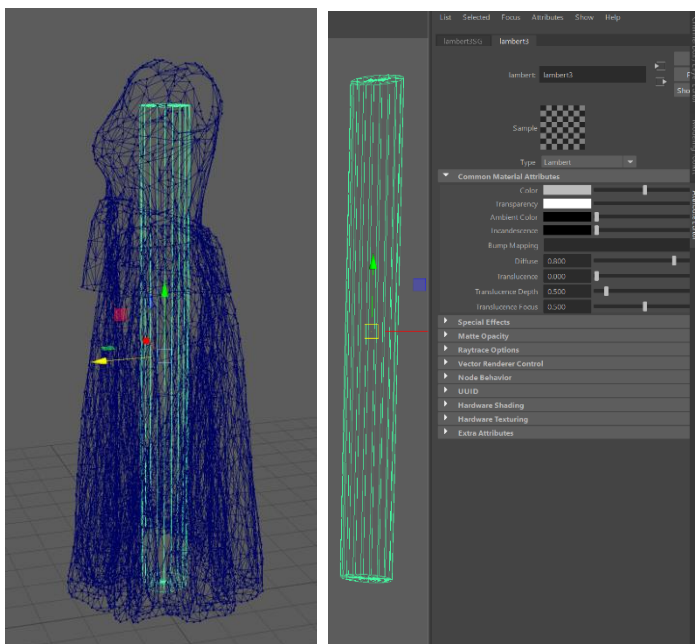 List Selected Focus Attributes Show Help
lambert3SG lambert3
lambert: lambert3
Sho
Sample
Type Lambert
Common Material Attributes
Color
Transparency
Ambient Color
Incandescence
Bump Mapping
Diffuse 0.800
Translucence 0.000
Translucence Depth 0.500
Translucence Focus 0.500
Special Effects
Matte Opacity
Raytrace Options
Vector Renderer Control
Node Behavior
UUID
Hardware Shading
Hardware Texturing
Extra Attributes